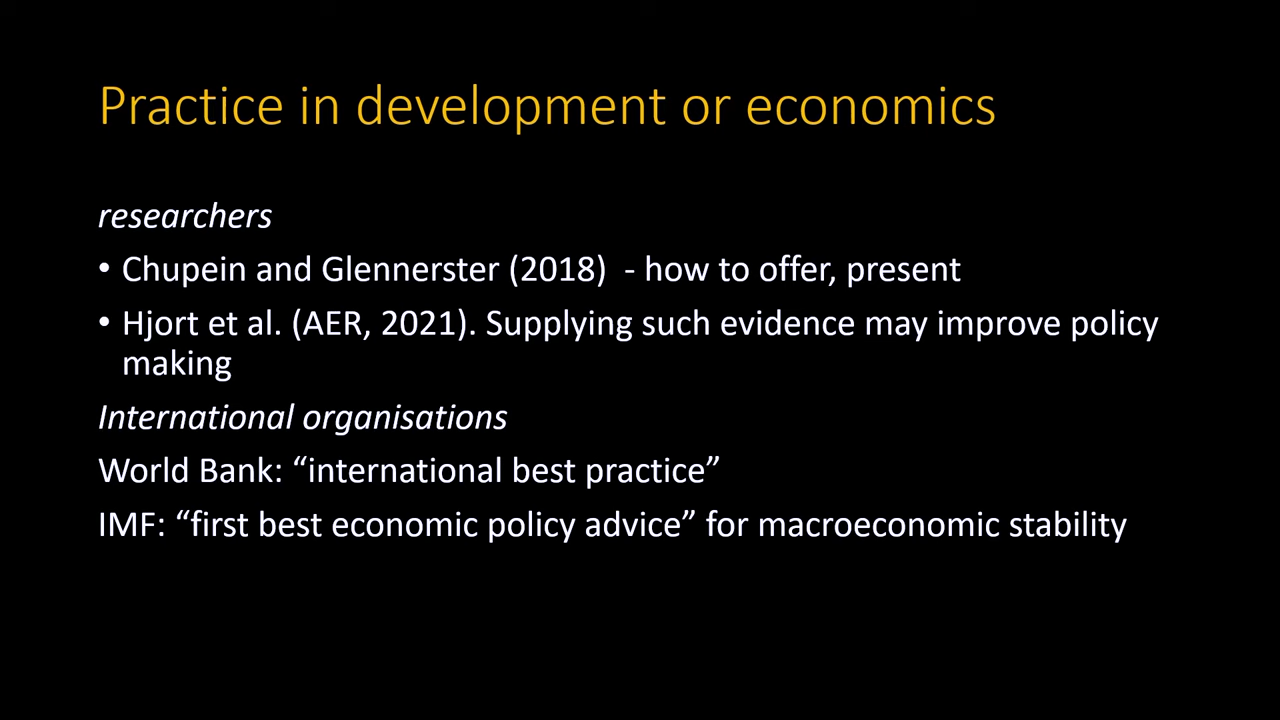 Practice in development or economics
researchers
• Chupein and Glennerster (2018)  - how to offer, present
• Hjort et al. (AER, 2021). Supplying such evidence may improve policy
making
International organisations
World Bank: “international best practice”
IMF: “first best economic policy advice” for macroeconomic stability